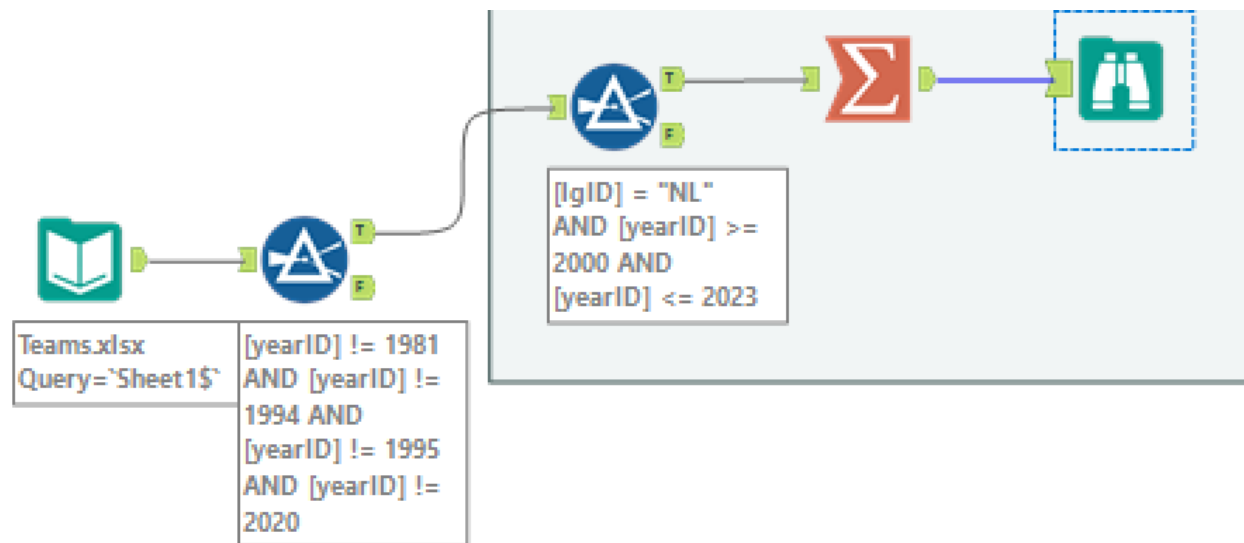 T
F
[lgID] = "NL"
AND [yearID] >=
2000 AND
[yearID] <= 2023
T
F
Teams.xlsx
Query=`Sheet1$`
[yearID] != 1981
AND [yearID] !=
1994 AND
[yearID] != 1995
AND [yearID] !=
2020